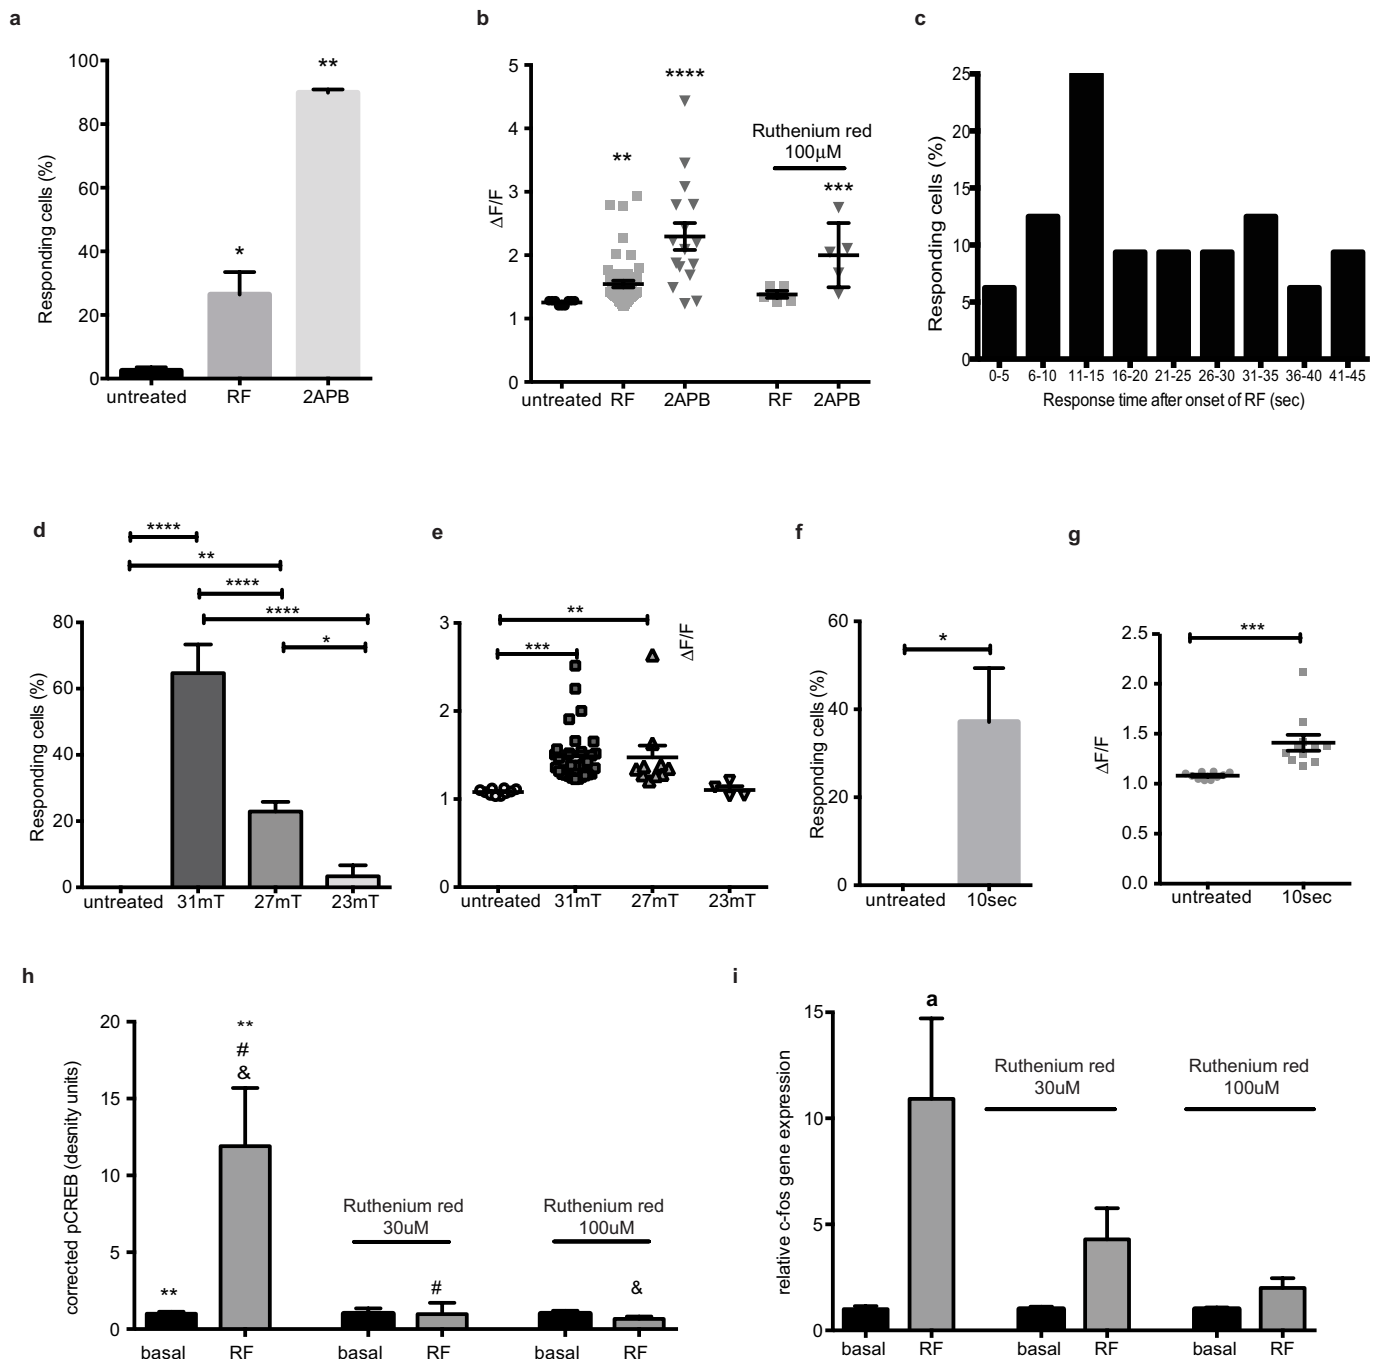 a
100
80
60
40
20
0
Responding cells (%)
*
**
untreated RF 2APB
b
5
4
3
2
1
0
ΔF/F
**
****
Ruthenium red
100μM
***
untreated RF 2APB RF 2APB
c
25
20
15
10
5
0
Responding cells (%)
0-5 6-10 11-15 16-20 21-25 26-30 31-35 36-40 41-45
Response time after onset of RF (sec)
d
****
**
****
****
*
80
60
40
20
0
Responding cells (%)
untreated 31mT 27mT 23mT
e
**
***
ΔF/F
3
2
1
0
untreated 31mT 27mT 23mT
f
*
60
40
20
0
Responding cells (%)
untreated 10sec
g
***
2.5
2.0
1.5
1.0
0.5
0.0
ΔF/F
untreated 10sec
h
20
15
10
5
0
corrected pCREB (desnity units)
**
**
#
&
Ruthenium red
30uM
#
Ruthenium red
100uM
&
basal RF basal RF basal RF
i
15
10
5
0
relative c-fos gene expression
a
Ruthenium red
30uM
Ruthenium red
100uM
basal RF basal RF basal RF